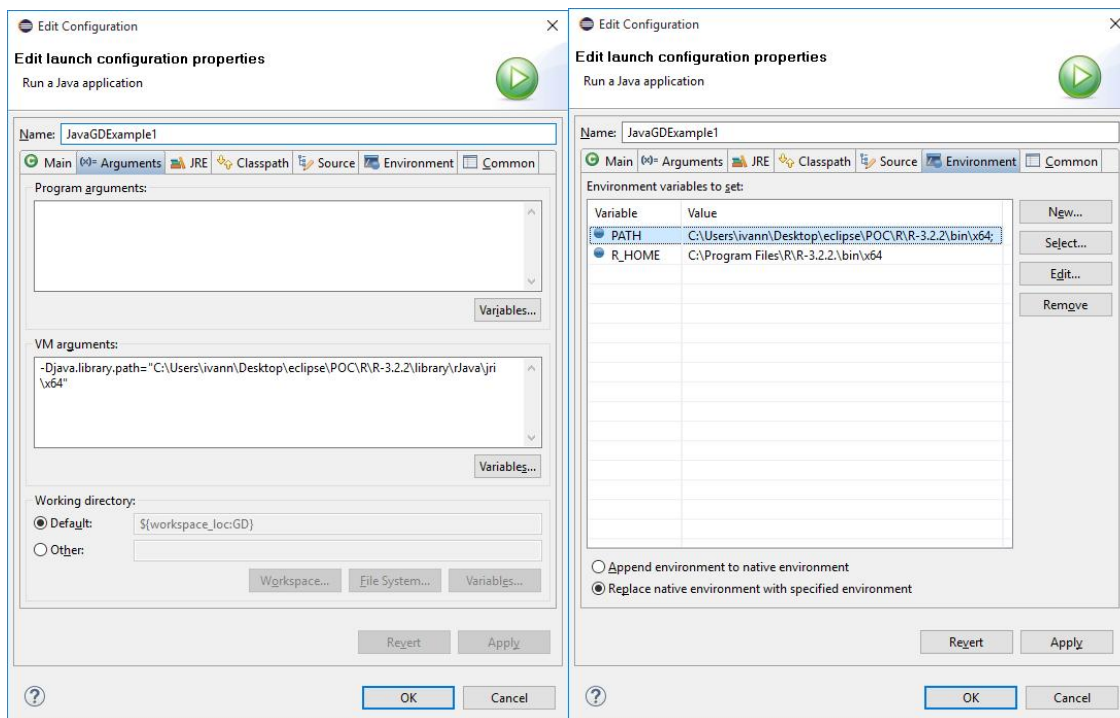 Edit Configuration
Edit launch configuration properties
Run a Java application
Name: JavaGDExample1
Main (x)= Arguments JRE Classpath Source Environment Common
Program arguments:
Variables...
VM arguments:
-Djava.library.path="C:\Users\ivann\Desktop\eclipse\POC\R\R-3.2.2\library\rJava\jri
\x64"
Variables...
Working directory:
Default: ${workspace_loc:GD}
Other:
Workspace... File System... Variables...
Revert Apply
OK Cancel
Edit Configuration
Edit launch configuration properties
Run a Java application
Name: JavaGDExample1
Main (x)= Arguments JRE Classpath Source Environment Common
Environment variables to set:
Variable Value
PATH C:\Users\ivann\Desktop\eclipse\POC\R\R-3.2.2\bin\x64;
R_HOME C:\Program Files\R\R-3.2.2.\bin\x64
New...
Select...
Edit...
Remove
Append environment to native environment
Replace native environment with specified environment
Revert Apply
OK Cancel